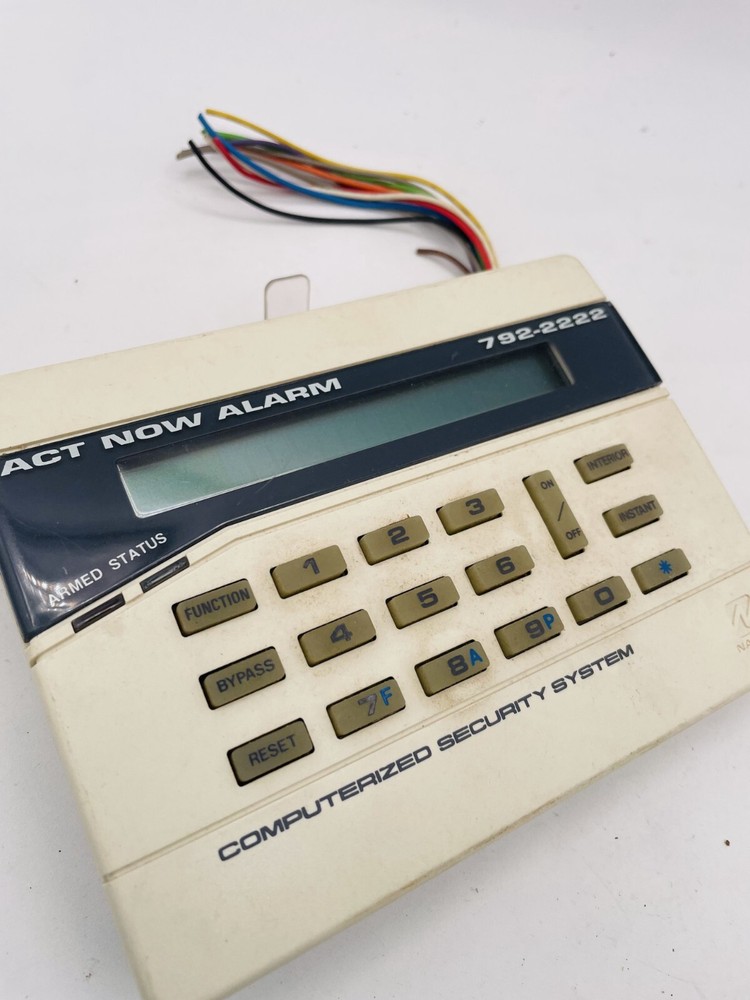 792-2222
ACT NOW ALARM
ARMED STATUS
FUNCTION 1 2 3 ON / OFF INTERIOR
BYPASS 4 5 6 INSTANT
RESET 7F 8A 9P 0 *
COMPUTERIZED SECURITY SYSTEM